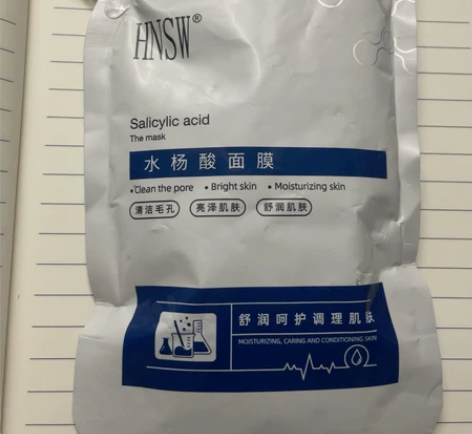 HNSW®
Salicylic acid
The mask
水杨酸面膜
•Clean the pore •Bright skin •Moisturizing skin
清洁毛孔 亮泽肌肤 舒润肌肤
舒润呵护调理肌肤
MOISTURIZING, CARING AND CONDITIONING SKIN